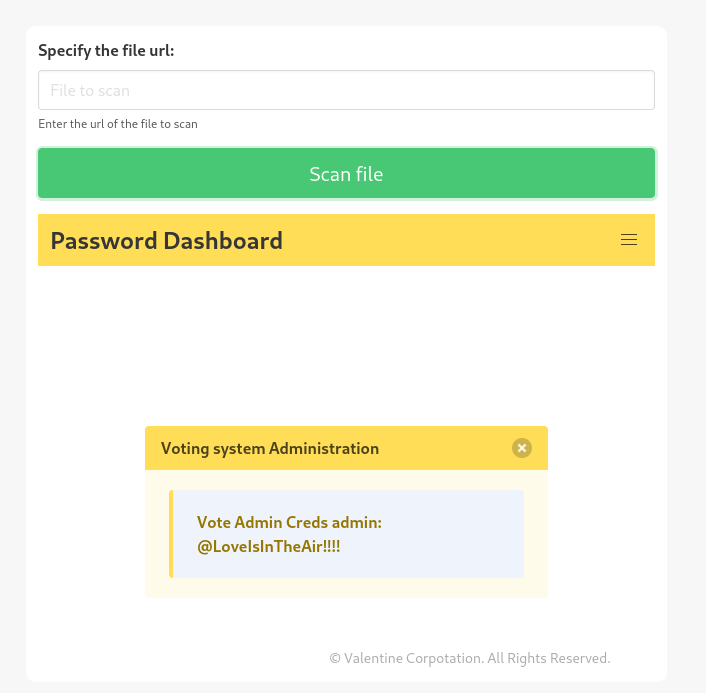 Specify the file url:
File to scan
Enter the url of the file to scan
Scan file
Password Dashboard
Voting system Administration
Vote Admin Creds admin:
@LoveIsInTheAir!!!!
© Valentine Corpotation. All Rights Reserved.